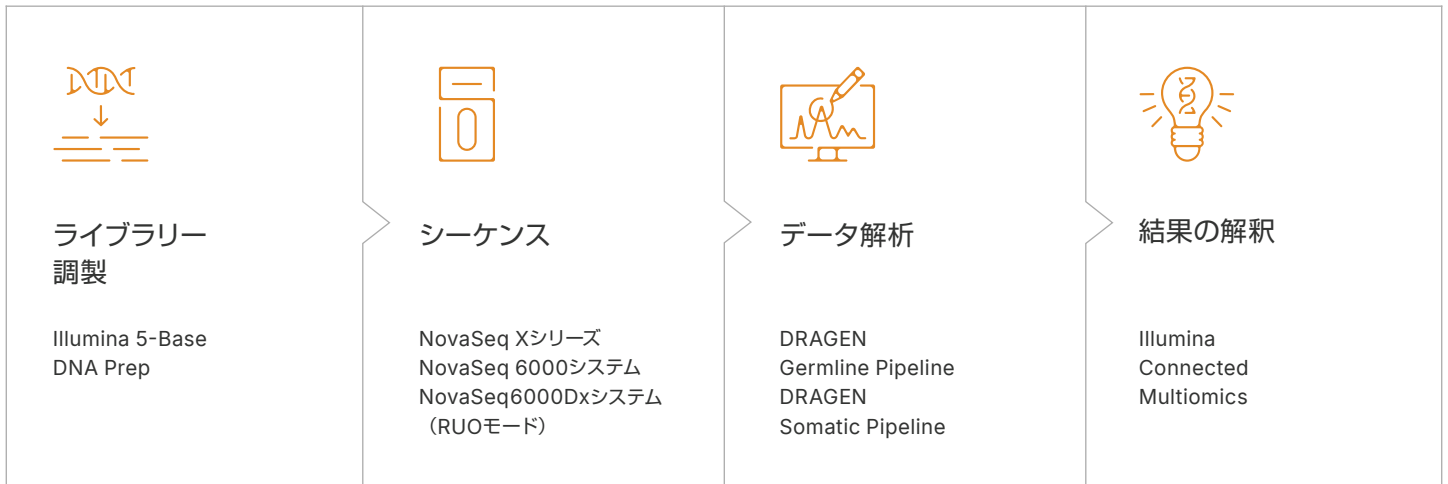 ライブラリー
調製
Illumina 5-Base
DNA Prep
シーケンス
NovaSeq Xシリーズ
NovaSeq 6000システム
NovaSeq6000Dxシステム
（RUOモード）
データ解析
DRAGEN
Germline Pipeline
DRAGEN
Somatic Pipeline
結果の解釈
Illumina
Connected
Multiomics